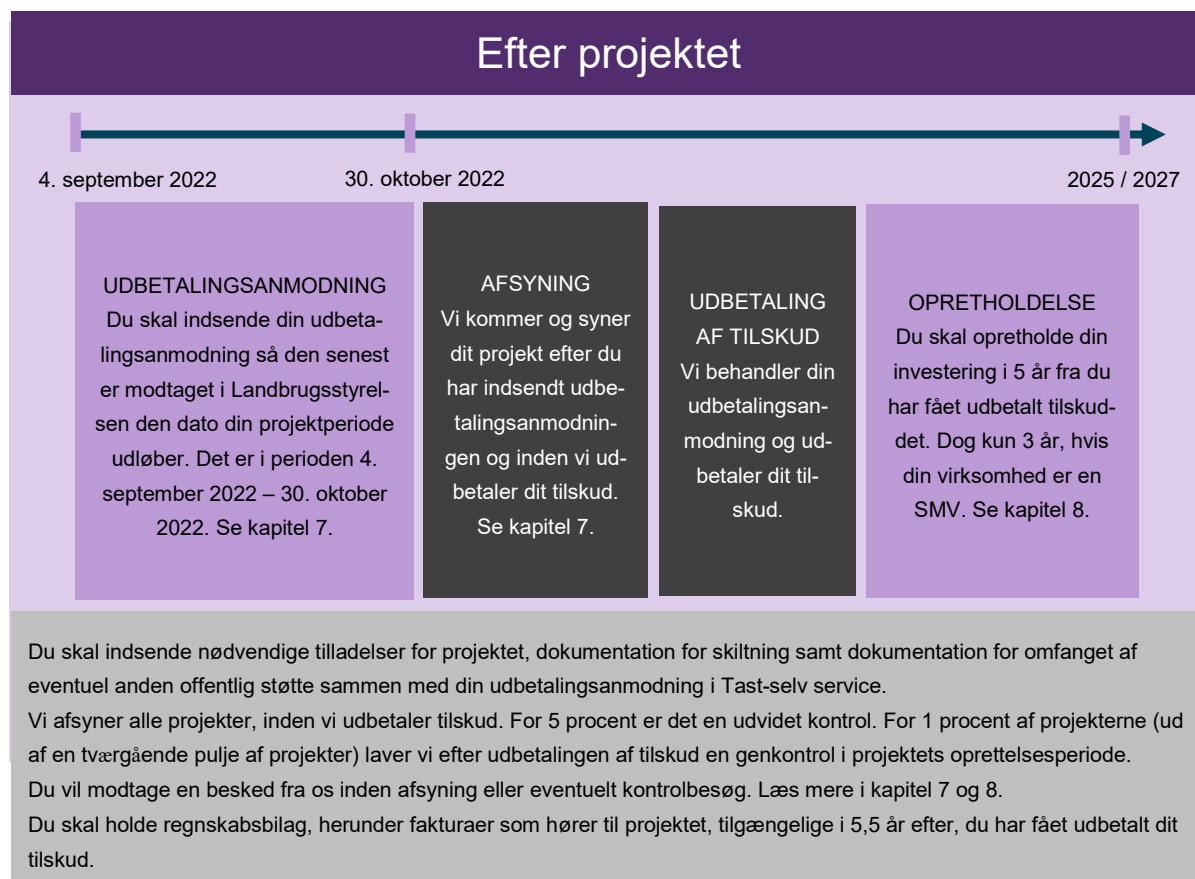 Efter projektet
4. september 2022
30. oktober 2022
2025 / 2027
UDBETALINGSANMODNING
Du skal indsende din udbeta-
lingsanmodning så den senest
er modtaget i Landbrugsstyrel-
sen den dato din projektperiode
udløber. Det er i perioden 4.
september 2022 – 30. oktober
2022. Se kapitel 7.
AFSYNING
Vi kommer og syner
dit projekt efter du
har indsendt udbe-
talingsanmodnin-
gen og inden vi ud-
betaler dit tilskud.
Se kapitel 7.
UDBETALING
AF TILSKUD
Vi behandler din
udbetalingsan-
modning og ud-
betaler dit til-
skud.
OPRETHOLDELSE
Du skal opretholde din
investering i 5 år fra du
har fået udbetalt tilskud-
det. Dog kun 3 år, hvis
din virksomhed er en
SMV. Se kapitel 8.
Du skal indsende nødvendige tilladelser for projektet, dokumentation for skiltning samt dokumentation for omfanget af
eventuel anden offentlig støtte sammen med din udbetalingsanmodning i Tast-selv service.
Vi afsyner alle projekter, inden vi udbetaler tilskud. For 5 procent er det en udvidet kontrol. For 1 procent af projekterne (ud
af en tværgående pulje af projekter) laver vi efter udbetalingen af tilskud en genkontrol i projektets oprettelsesperiode.
Du vil modtage en besked fra os inden afsyning eller eventuelt kontrolbesøg. Læs mere i kapitel 7 og 8.
Du skal holde regnskabsbilag, herunder fakturaer som hører til projektet, tilgængelige i 5,5 år efter, du har fået udbetalt dit
tilskud.